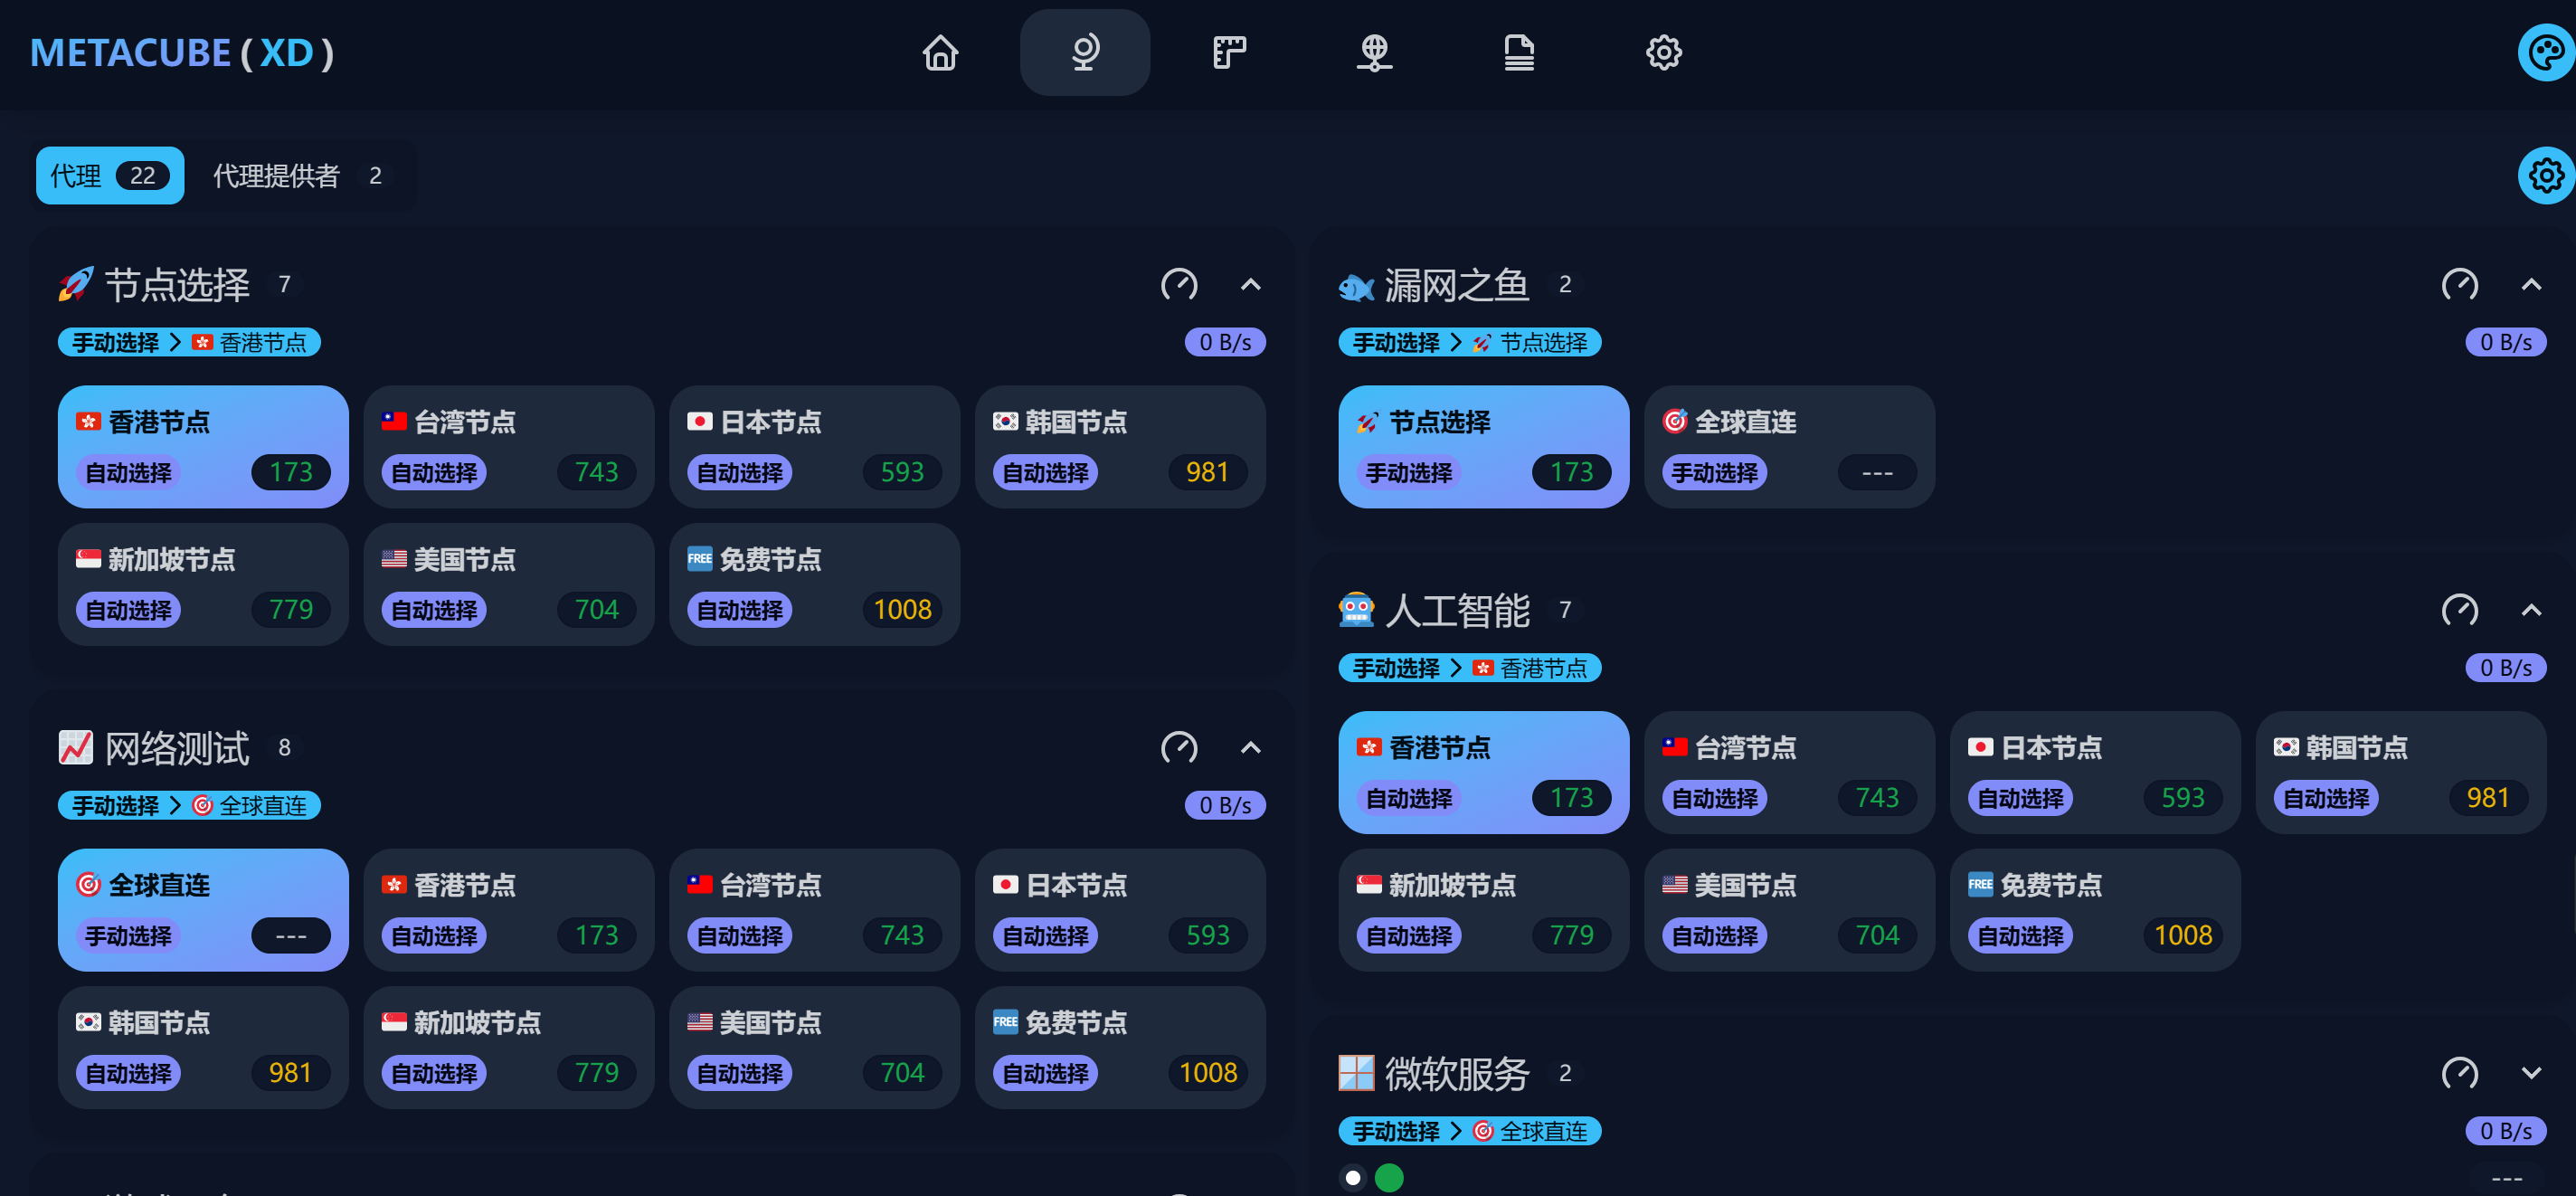 METACUBE(XD)
代理 22 代理提供者 2
节点选择 7
手动选择 > 香港节点 0 B/s
香港节点 台湾节点 日本节点 韩国节点
自动选择 173 自动选择 743 自动选择 593 自动选择 981
新加坡节点 美国节点 FREE 免费节点
自动选择 779 自动选择 704 自动选择 1008
网络测试 8
手动选择 > 全球直连 0 B/s
全球直连 香港节点 台湾节点 日本节点
手动选择 --- 自动选择 173 自动选择 743 自动选择 593
韩国节点 新加坡节点 美国节点 FREE 免费节点
自动选择 981 自动选择 779 自动选择 704 自动选择 1008
漏网之鱼 2
手动选择 > 节点选择 0 B/s
节点选择 全球直连
手动选择 173 手动选择 ---
人工智能 7
手动选择 > 香港节点 0 B/s
香港节点 台湾节点 日本节点 韩国节点
自动选择 173 自动选择 743 自动选择 593 自动选择 981
新加坡节点 美国节点 FREE 免费节点
自动选择 779 自动选择 704 自动选择 1008
微软服务 2
手动选择 > 全球直连 0 B/s
---